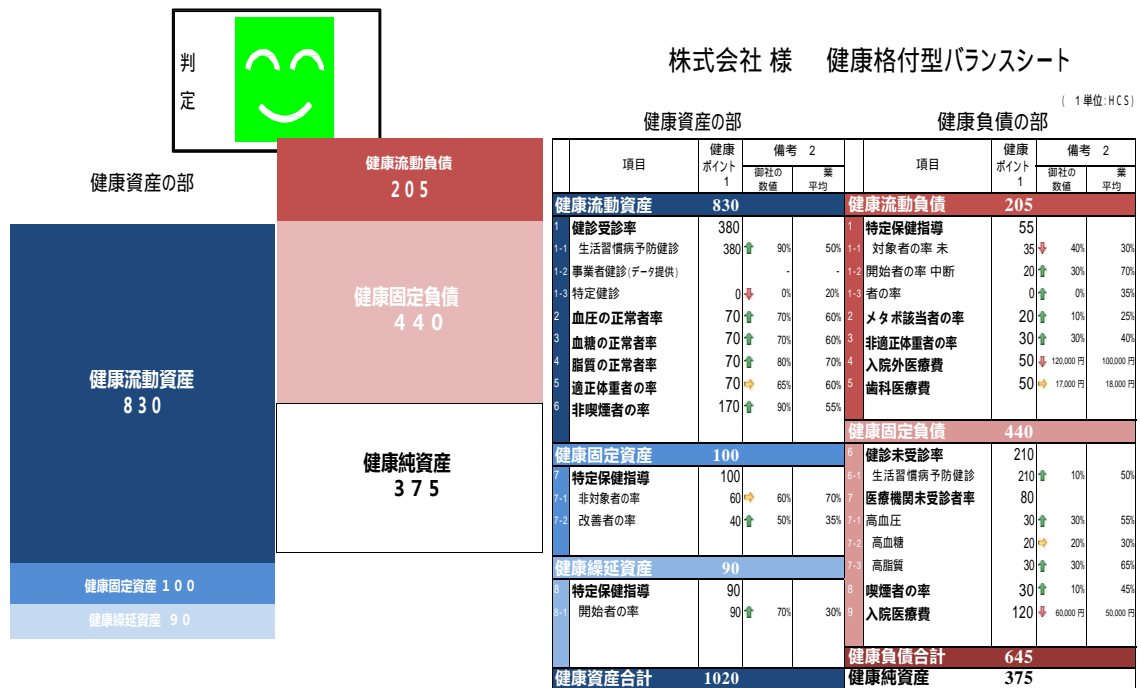 判
定
株式会社 様 健康格付型バランスシート
( 1単位:HCS)
健康資産の部
健康流動負債
205
健康固定負債
440
健康純資産
375
健康流動資産
830
健康固定資産 100
健康繰延資産 90
健康資産の部
項目 健康ポイント 1 備考 2
御社の数値 業平均
健康流動資産 830
1 健診受診率 380
1-1 生活習慣病予防健診 380 90% 50%
1-2 事業者健診(データ提供) - -
1-3 特定健診 0 0% 20%
2 血圧の正常者率 70 70% 60%
3 血糖の正常者率 70 70% 60%
4 脂質の正常者率 70 80% 70%
5 適正体重者の率 70 65% 60%
6 非喫煙者の率 170 90% 55%
健康固定資産 100
7 特定保健指導 100
7-1 非対象者の率 60 60% 70%
7-2 改善者の率 40 50% 35%
健康繰延資産 90
8 特定保健指導 90
8-1 開始者の率 90 70% 30%
健康資産合計 1020
健康負債の部
項目 健康ポイント 1 備考 2
御社の数値 業平均
健康流動負債 205
1 特定保健指導 55
1-1 対象者の率 未 35 40% 30%
1-2 開始者の率 中断 20 30% 70%
1-3 者の率 0 0% 35%
2 メタボ該当者の率 20 10% 25%
3 非適正体重者の率 30 30% 40%
4 入院外医療費 50 120,000 円 100,000 円
5 歯科医療費 50 17,000 円 18,000 円
健康固定負債 440
6 健診未受診率 210
6-1 生活習慣病予防健診 210 10% 50%
7 医療機関未受診者率 80
7-1 高血圧 30 30% 55%
7-2 高血糖 20 20% 30%
7-3 高脂質 30 30% 65%
8 喫煙者の率 30 10% 45%
9 入院医療費 120 60,000 円 50,000 円
健康負債合計 645
健康純資産 375